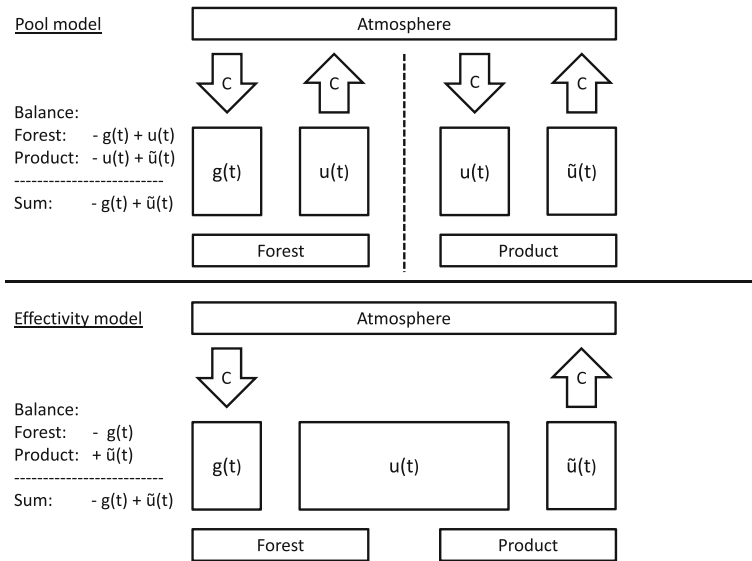 Pool model
Atmosphere
C C C C
Balance:
Forest: - g(t) + u(t)
Product: - u(t) + ũ(t)
--------------------------
Sum: - g(t) + ũ(t)
g(t) u(t) u(t) ũ(t)
Forest Product
Effectivity model
Atmosphere
C C
Balance:
Forest: - g(t)
Product: + ũ(t)
--------------------------
Sum: - g(t) + ũ(t)
g(t) u(t) ũ(t)
Forest Product